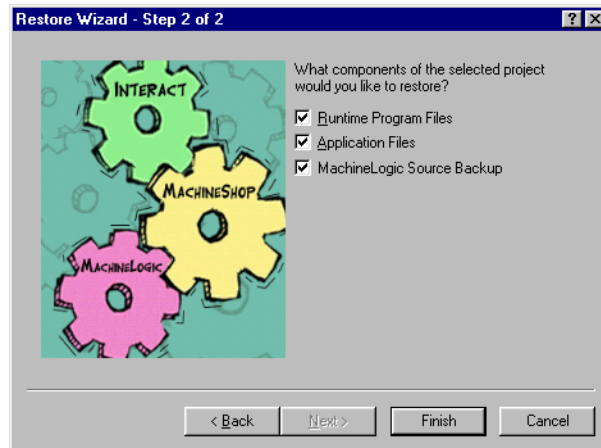 Restore Wizard - Step 2 of 2
INTERACT
MACHINESHOP
MACHINELOGIC
What components of the selected project
would you like to restore?
Runtime Program Files
Application Files
MachineLogic Source Backup
< Back
Next >
Finish
Cancel